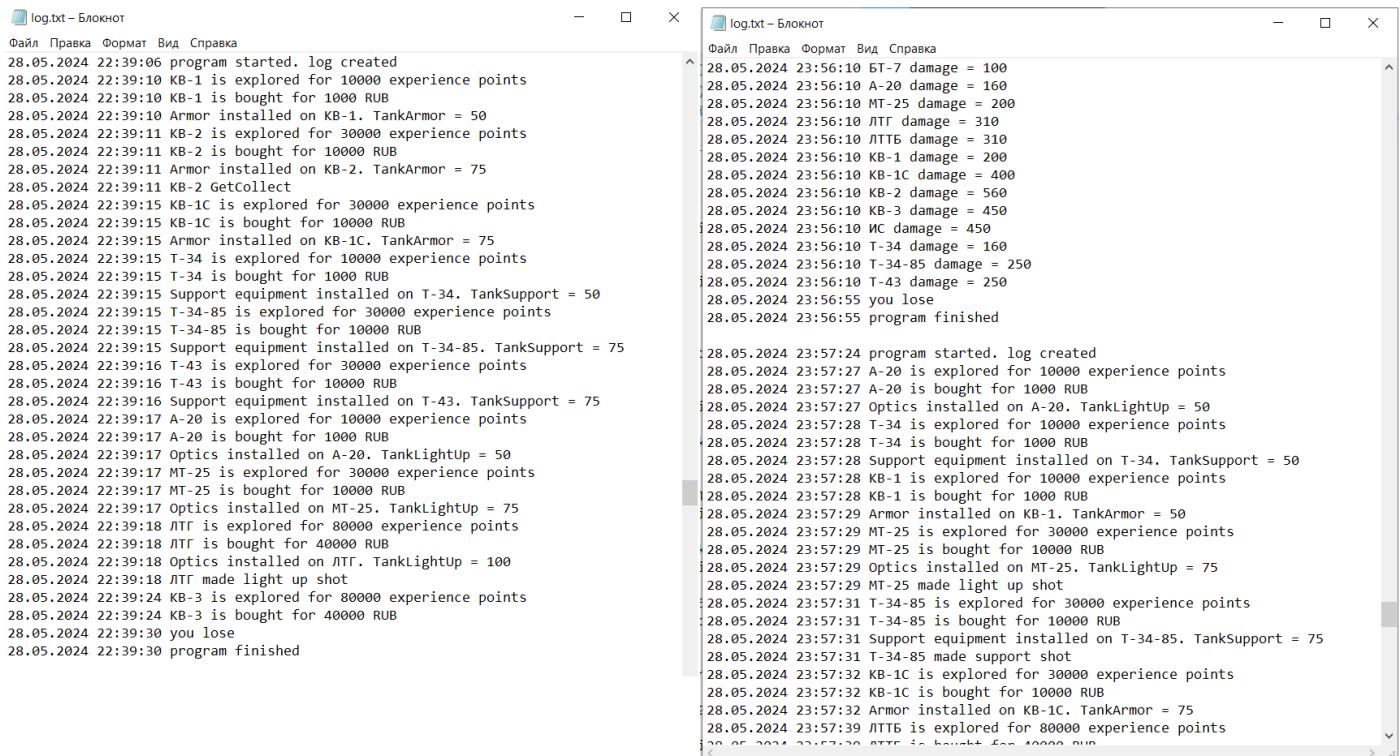 log.txt – Блокнот
Файл Правка Формат Вид Справка
28.05.2024 22:39:06 program started. log created
28.05.2024 22:39:10 КВ-1 is explored for 10000 experience points
28.05.2024 22:39:10 КВ-1 is bought for 1000 RUB
28.05.2024 22:39:10 Armor installed on КВ-1. TankArmor = 50
28.05.2024 22:39:11 КВ-2 is explored for 30000 experience points
28.05.2024 22:39:11 КВ-2 is bought for 10000 RUB
28.05.2024 22:39:11 Armor installed on КВ-2. TankArmor = 75
28.05.2024 22:39:11 КВ-2 GetCollect
28.05.2024 22:39:15 КВ-1С is explored for 30000 experience points
28.05.2024 22:39:15 КВ-1С is bought for 10000 RUB
28.05.2024 22:39:15 Armor installed on КВ-1С. TankArmor = 75
28.05.2024 22:39:15 Т-34 is explored for 10000 experience points
28.05.2024 22:39:15 Т-34 is bought for 1000 RUB
28.05.2024 22:39:15 Support equipment installed on Т-34. TankSupport = 50
28.05.2024 22:39:15 Т-34-85 is explored for 30000 experience points
28.05.2024 22:39:15 Т-34-85 is bought for 10000 RUB
28.05.2024 22:39:15 Support equipment installed on Т-34-85. TankSupport = 75
28.05.2024 22:39:16 Т-43 is explored for 30000 experience points
28.05.2024 22:39:16 Т-43 is bought for 10000 RUB
28.05.2024 22:39:16 Support equipment installed on Т-43. TankSupport = 75
28.05.2024 22:39:17 А-20 is explored for 10000 experience points
28.05.2024 22:39:17 А-20 is bought for 1000 RUB
28.05.2024 22:39:17 Optics installed on А-20. TankLightUp = 50
28.05.2024 22:39:17 МТ-25 is explored for 30000 experience points
28.05.2024 22:39:17 МТ-25 is bought for 10000 RUB
28.05.2024 22:39:17 Optics installed on МТ-25. TankLightUp = 75
28.05.2024 22:39:18 ЛТГ is explored for 80000 experience points
28.05.2024 22:39:18 ЛТГ is bought for 40000 RUB
28.05.2024 22:39:18 Optics installed on ЛТГ. TankLightUp = 100
28.05.2024 22:39:18 ЛТГ made light up shot
28.05.2024 22:39:24 КВ-3 is explored for 80000 experience points
28.05.2024 22:39:24 КВ-3 is bought for 40000 RUB
28.05.2024 22:39:30 you lose
28.05.2024 22:39:30 program finished
log.txt – Блокнот
Файл Правка Формат Вид Справка
28.05.2024 23:56:10 БТ-7 damage = 100
28.05.2024 23:56:10 А-20 damage = 160
28.05.2024 23:56:10 МТ-25 damage = 200
28.05.2024 23:56:10 ЛТГ damage = 310
28.05.2024 23:56:10 ЛТТБ damage = 310
28.05.2024 23:56:10 КВ-1 damage = 200
28.05.2024 23:56:10 КВ-1С damage = 400
28.05.2024 23:56:10 КВ-2 damage = 560
28.05.2024 23:56:10 КВ-3 damage = 450
28.05.2024 23:56:10 ИС damage = 450
28.05.2024 23:56:10 Т-34 damage = 160
28.05.2024 23:56:10 Т-34-85 damage = 250
28.05.2024 23:56:10 Т-43 damage = 250
28.05.2024 23:56:55 you lose
28.05.2024 23:56:55 program finished
28.05.2024 23:57:24 program started. log created
28.05.2024 23:57:27 А-20 is explored for 10000 experience points
28.05.2024 23:57:27 А-20 is bought for 1000 RUB
28.05.2024 23:57:27 Optics installed on А-20. TankLightUp = 50
28.05.2024 23:57:28 Т-34 is explored for 10000 experience points
28.05.2024 23:57:28 Т-34 is bought for 1000 RUB
28.05.2024 23:57:28 Support equipment installed on Т-34. TankSupport = 50
28.05.2024 23:57:28 КВ-1 is explored for 10000 experience points
28.05.2024 23:57:28 КВ-1 is bought for 1000 RUB
28.05.2024 23:57:29 Armor installed on КВ-1. TankArmor = 50
28.05.2024 23:57:29 МТ-25 is explored for 30000 experience points
28.05.2024 23:57:29 МТ-25 is bought for 10000 RUB
28.05.2024 23:57:29 Optics installed on МТ-25. TankLightUp = 75
28.05.2024 23:57:29 МТ-25 made light up shot
28.05.2024 23:57:31 Т-34-85 is explored for 30000 experience points
28.05.2024 23:57:31 Т-34-85 is bought for 10000 RUB
28.05.2024 23:57:31 Support equipment installed on Т-34-85. TankSupport = 75
28.05.2024 23:57:31 Т-34-85 made support shot
28.05.2024 23:57:32 КВ-1С is explored for 30000 experience points
28.05.2024 23:57:32 КВ-1С is bought for 10000 RUB
28.05.2024 23:57:32 Armor installed on КВ-1С. TankArmor = 75
28.05.2024 23:57:39 ЛТТБ is explored for 80000 experience points